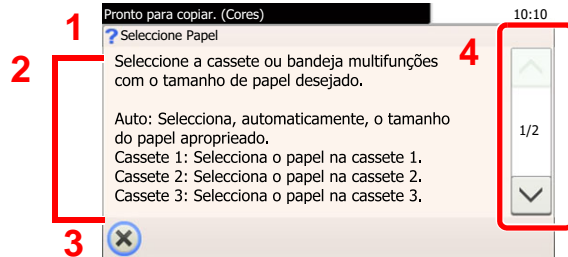 Pronto para copiar. (Cores) 10:10
1 ? Seleccione Papel
2 Seleccione a cassete ou bandeja multifunções 4
com o tamanho de papel desejado.
Auto: Selecciona, automaticamente, o tamanho
do papel aproprieado. 1/2
Cassete 1: Selecciona o papel na cassete 1.
Cassete 2: Selecciona o papel na cassete 2.
Cassete 3: Selecciona o papel na cassete 3.
3